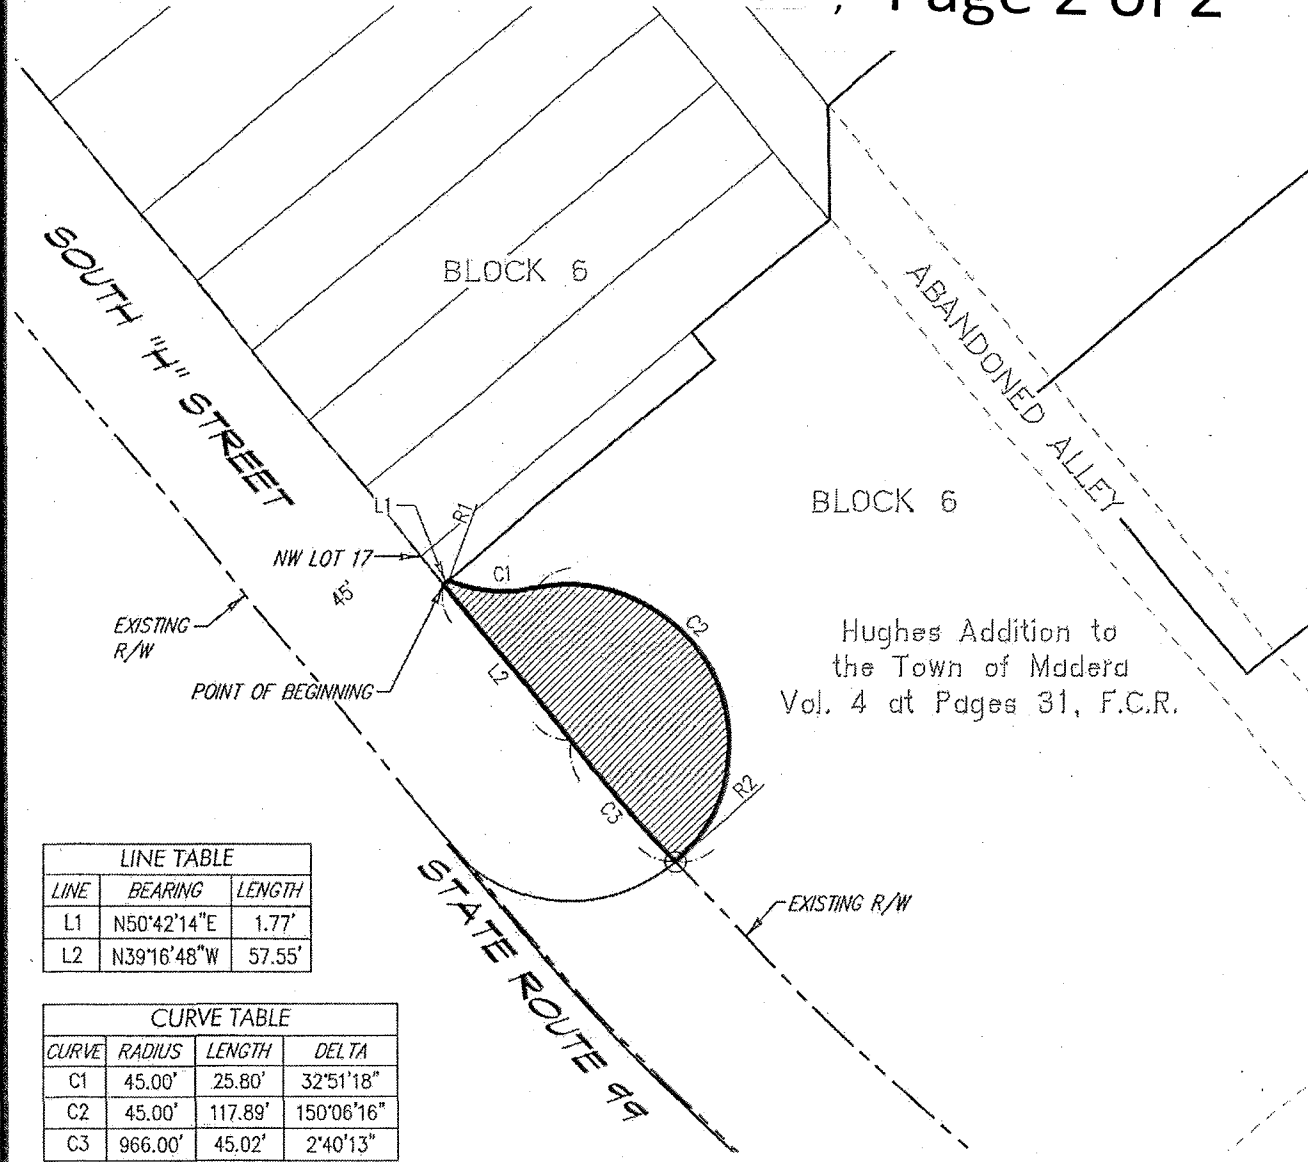 , Page 2 of 2
SOUTH "H" STREET
BLOCK 6
ABANDONED ALLEY
BLOCK 6
L1
R1
NW LOT 17
45'
C1
C2
EXISTING
R/W
POINT OF BEGINNING
L2
Hughes Addition to
the Town of Madera
Vol. 4 at Pages 31, F.C.R.
C3
R2
EXISTING R/W
STATE ROUTE 99
LINE TABLE
LINE BEARING LENGTH
L1 N50°42'14"E 1.77'
L2 N39°16'48"W 57.55'
CURVE TABLE
CURVE RADIUS LENGTH DELTA
C1 45.00' 25.80' 32°51'18"
C2 45.00' 117.89' 150°06'16"
C3 966.00' 45.02' 2°40'13"